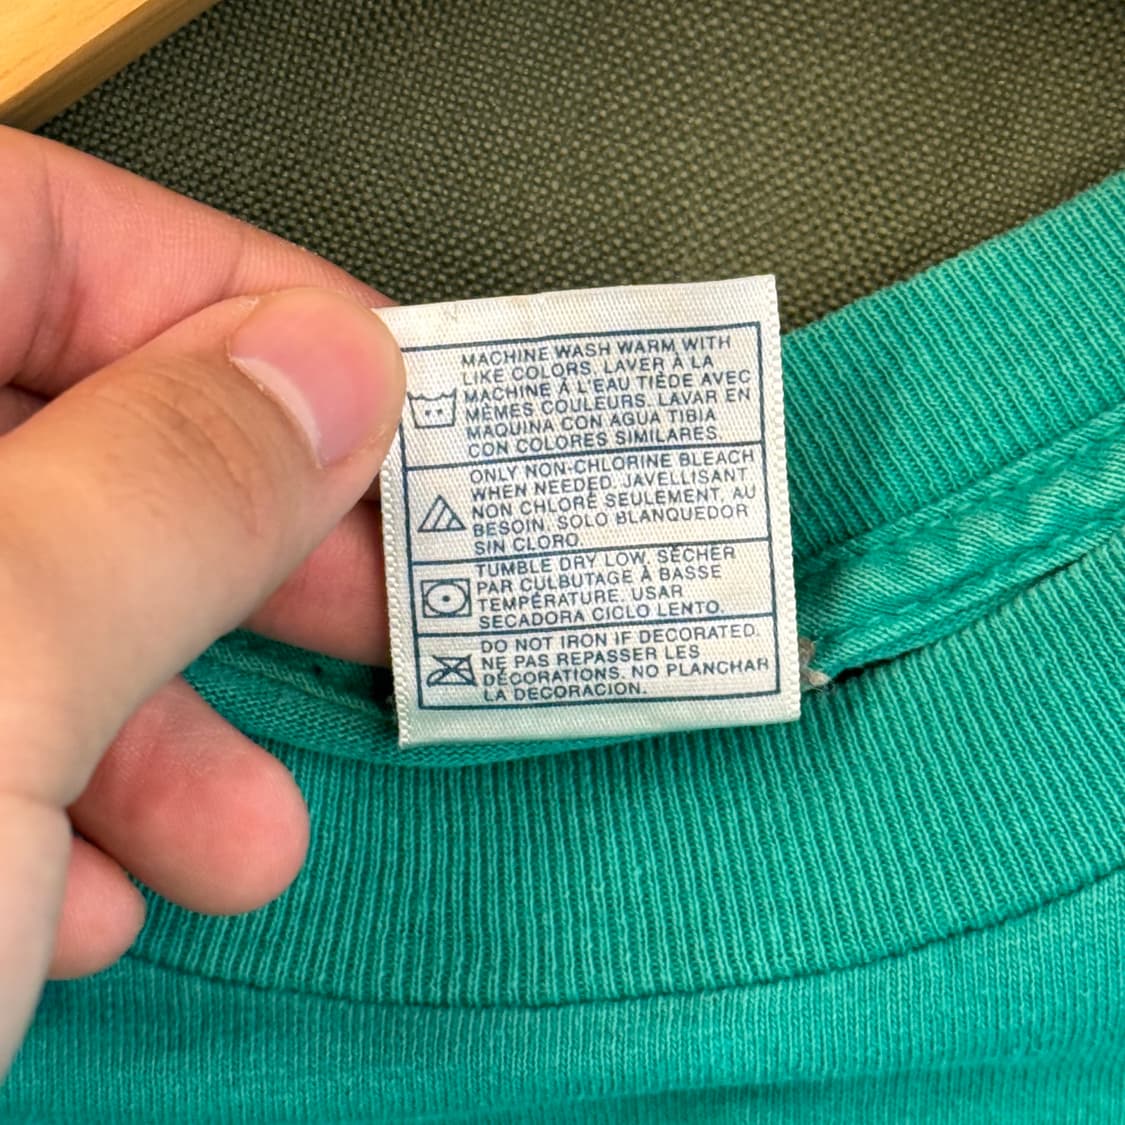 MACHINE WASH WARM WITH
LIKE COLORS. LAVER À LA
MACHINE À L'EAU TIÈDE AVEC
MÊMES COULEURS. LAVAR EN
MAQUINA CON AGUA TIBIA
CON COLORES SIMILARES.
ONLY NON-CHLORINE BLEACH
WHEN NEEDED. JAVELLISANT
NON CHLORÉ SEULEMENT, AU
BESOIN. SOLO BLANQUEDOR
SIN CLORO.
TUMBLE DRY LOW, SÉCHER
PAR CULBUTAGE À BASSE
TEMPÉRATURE. USAR
SECADORA CICLO LENTO.
DO NOT IRON IF DECORATED.
NE PAS REPASSER LES
DÉCORATIONS. NO PLANCHAR
LA DECORACION.